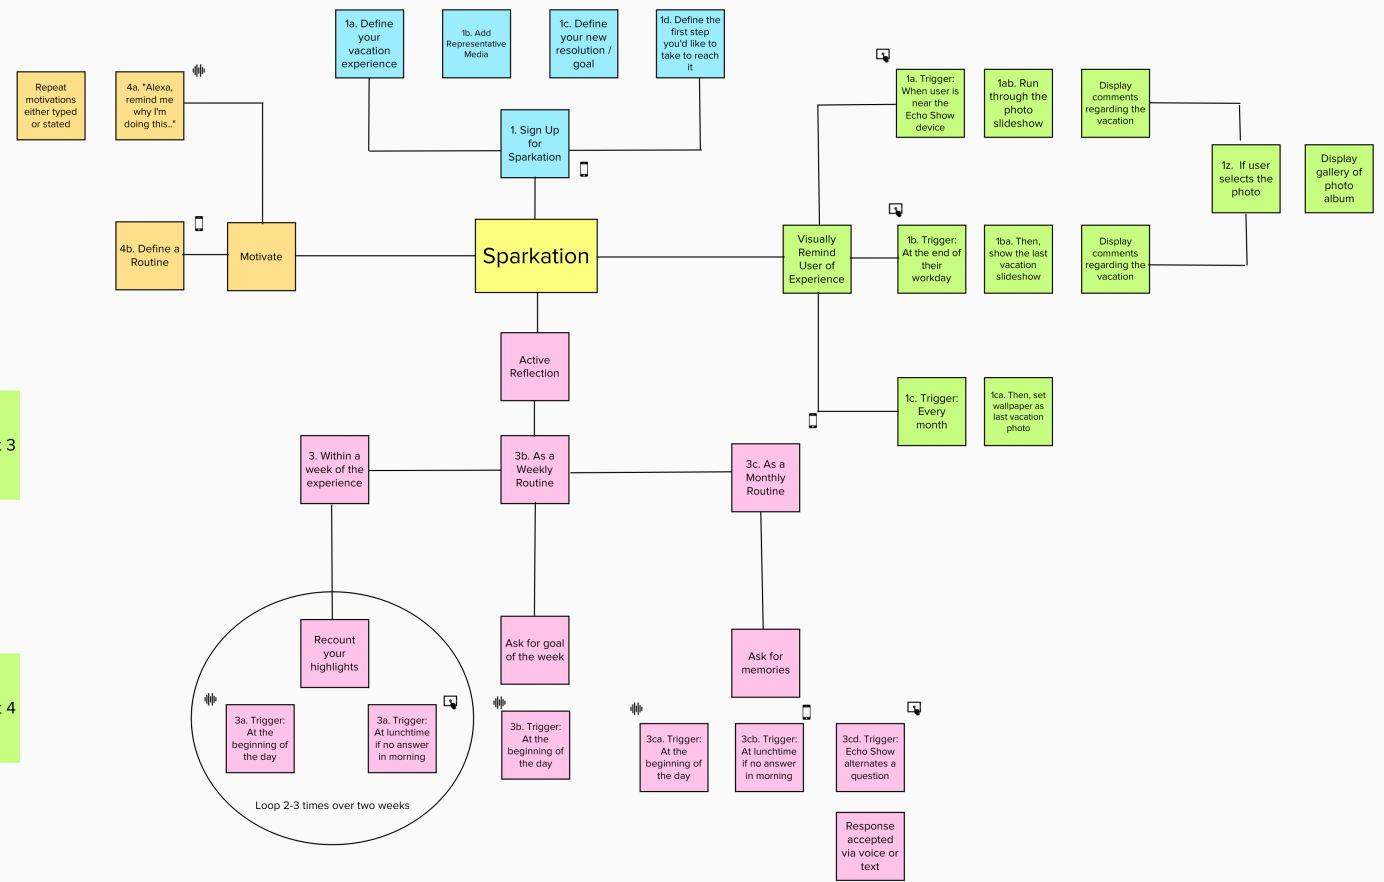 1a. Define
your
vacation
experience
1b. Add
Representative
Media
1c. Define
your new
resolution /
goal
1d. Define the
first step
you'd like to
take to reach
it
Repeat
motivations
either typed
or stated
4a. "Alexa,
remind me
why I'm
doing this.."
1. Sign Up
for
Sparkation
1a. Trigger:
When user is
near the
Echo Show
device
1ab. Run
through the
photo
slideshow
Display
comments
regarding the
vacation
1z. If user
selects the
photo
Display
gallery of
photo
album
4b. Define a
Routine
Motivate
Sparkation
Visually
Remind
User of
Experience
1b. Trigger:
At the end of
their
workday
1ba. Then,
show the last
vacation
slideshow
Display
comments
regarding the
vacation
Active
Reflection
1c. Trigger:
Every
month
1ca. Then, set
wallpaper as
last vacation
photo
3
3. Within a
week of the
experience
3b. As a
Weekly
Routine
3c. As a
Monthly
Routine
Recount
your
highlights
Ask for goal
of the week
Ask for
memories
4
3a. Trigger:
At the
beginning of
the day
3a. Trigger:
At lunchtime
if no answer
in morning
3b. Trigger:
At the
beginning of
the day
3ca. Trigger:
At the
beginning of
the day
3cb. Trigger:
At lunchtime
if no answer
in morning
3cd. Trigger:
Echo Show
alternates a
question
Loop 2-3 times over two weeks
Response
accepted
via voice or
text